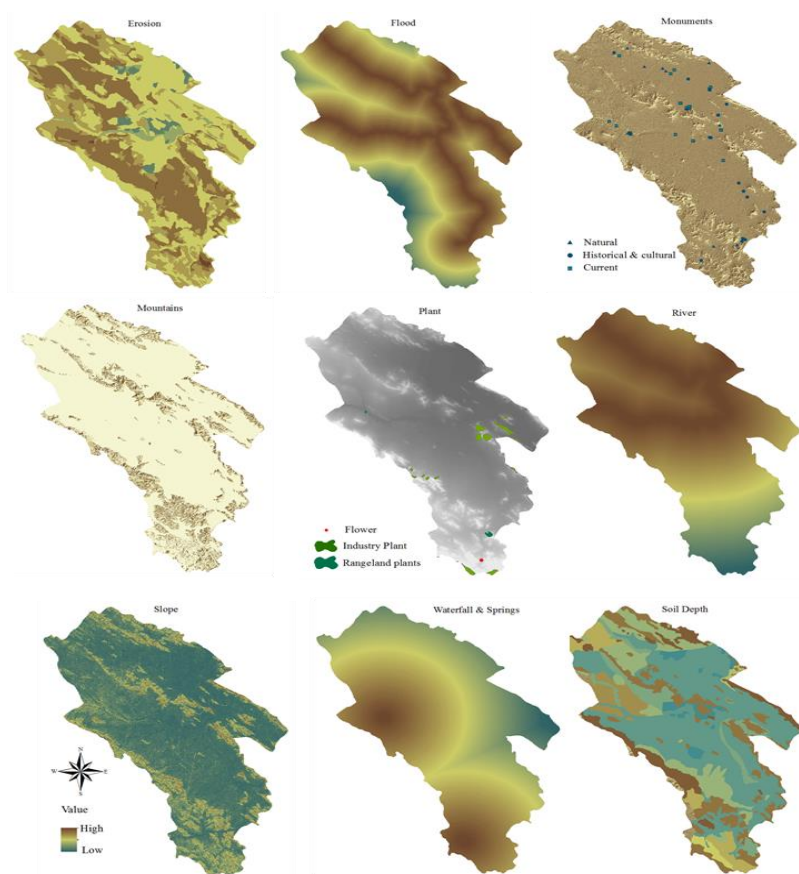 Erosion
Flood
Monuments
Natural
Historical & cultural
Current
Mountains
Plant
River
Flower
Industry Plant
Rangeland plants
Slope
Waterfall & Springs
Soil Depth
N
W E
S
Value
High
Low